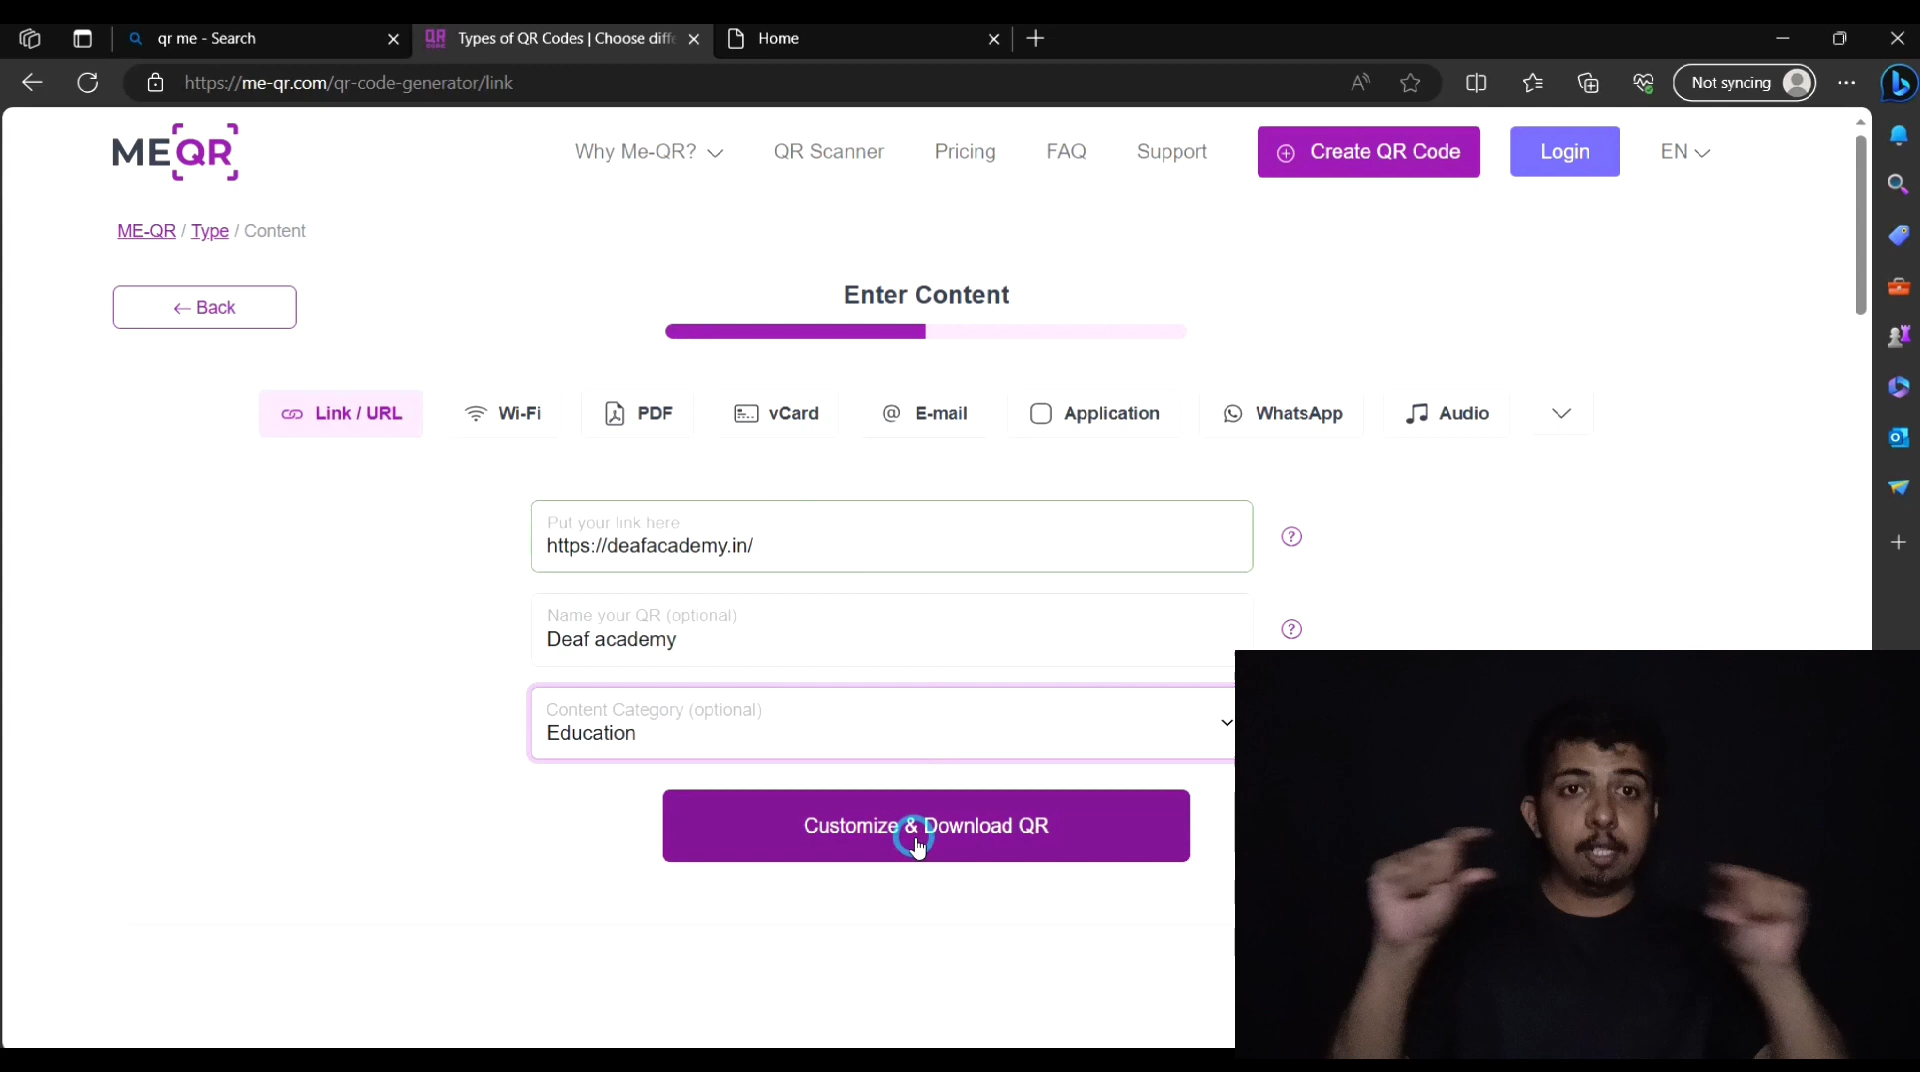 qr me - Search
Types of QR Codes | Choose diffe
Home
https://me-qr.com/qr-code-generator/link
Not syncing
MEQR
Why Me-QR?
QR Scanner
Pricing
FAQ
Support
Create QR Code
Login
EN
ME-QR / Type / Content
← Back
Enter Content
Link / URL
Wi-Fi
PDF
vCard
E-mail
Application
WhatsApp
Audio
Put your link here
https://deafacademy.in/
Name your QR (optional)
Deaf academy
Content Category (optional)
Education
Customize & Download QR